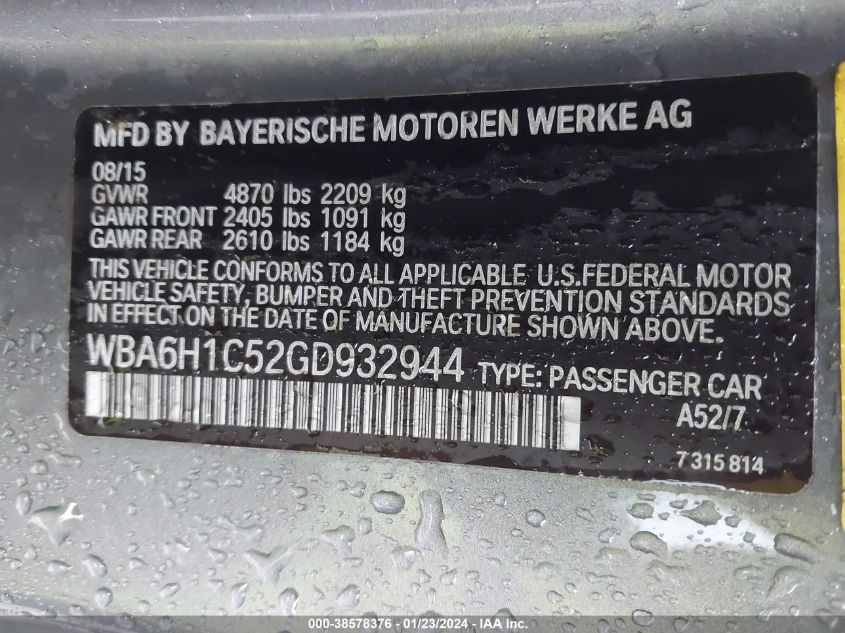 MFD BY BAYERISCHE MOTOREN WERKE AG
08/15
GVWR 4870 lbs 2209 kg
GAWR FRONT 2405 lbs 1091 kg
GAWR REAR 2610 lbs 1184 kg
THIS VEHICLE CONFORMS TO ALL APPLICABLE U.S.FEDERAL MOTOR
VEHICLE SAFETY, BUMPER AND THEFT PREVENTION STANDARDS
IN EFFECT ON THE DATE OF MANUFACTURE SHOWN ABOVE.
WBA6H1C52GD932944 TYPE: PASSENGER CAR
A52/7
7 315 814
000-38578376 | 01/23/2024 | IAA Inc.